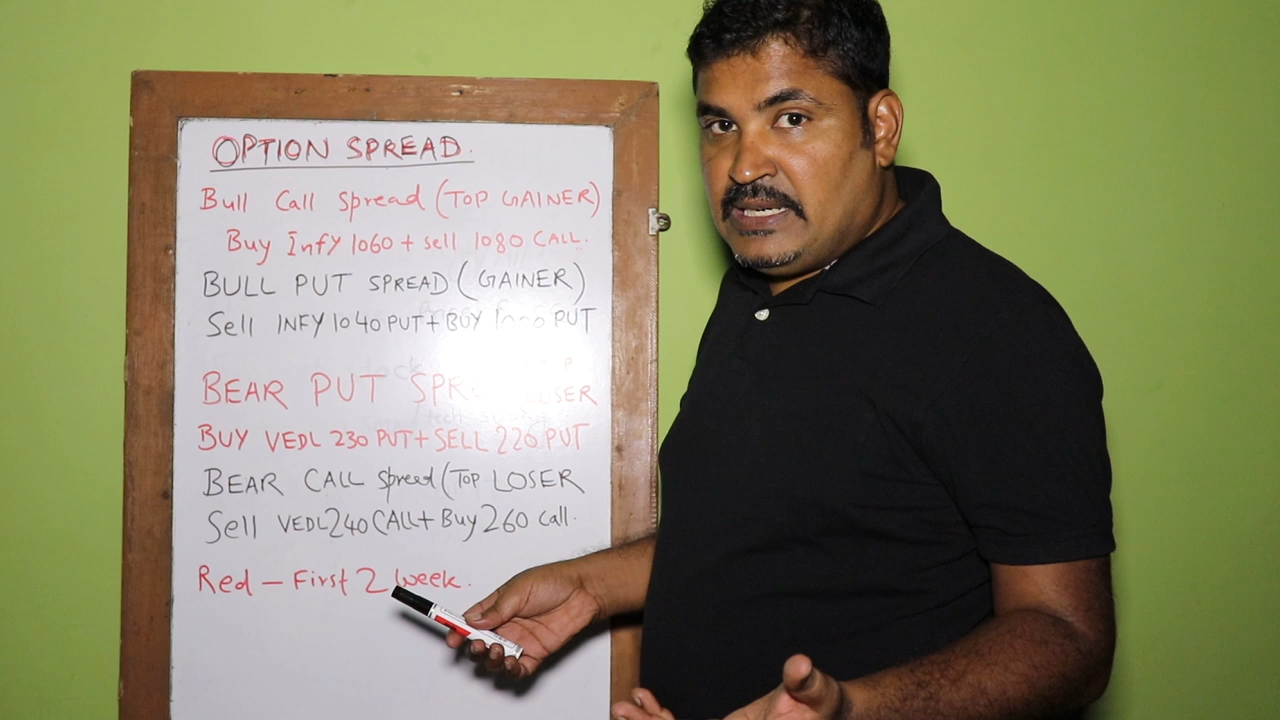 OPTION SPREAD.
Bull Call Spread (TOP GAINER)
Buy Infy 1060 + sell 1080 CALL.
BULL PUT SPREAD (GAINER)
Sell INFY 1040 PUT + BUY PUT
BEAR PUT
BUY VEDL 230 PUT + SELL 220 PUT
BEAR CALL Spread (TOP LOSER
Sell VEDL 240 CALL + Buy 260 Call.
Red - First 2 week.